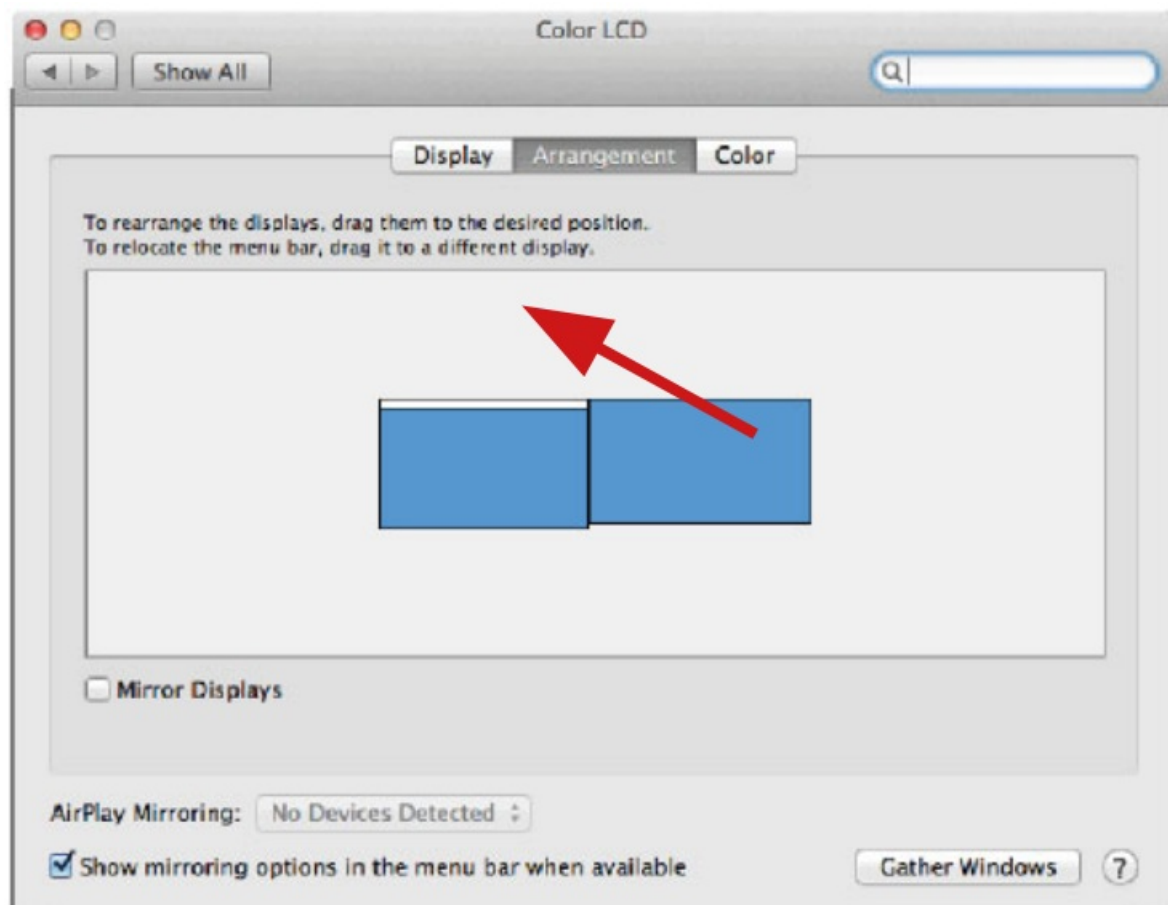 Color LCD
Show All
Display Arrangement Color
To rearrange the displays, drag them to the desired position.
To relocate the menu bar, drag it to a different display.
Mirror Displays
AirPlay Mirroring: No Devices Detected
Show mirroring options in the menu bar when available Gather Windows ?